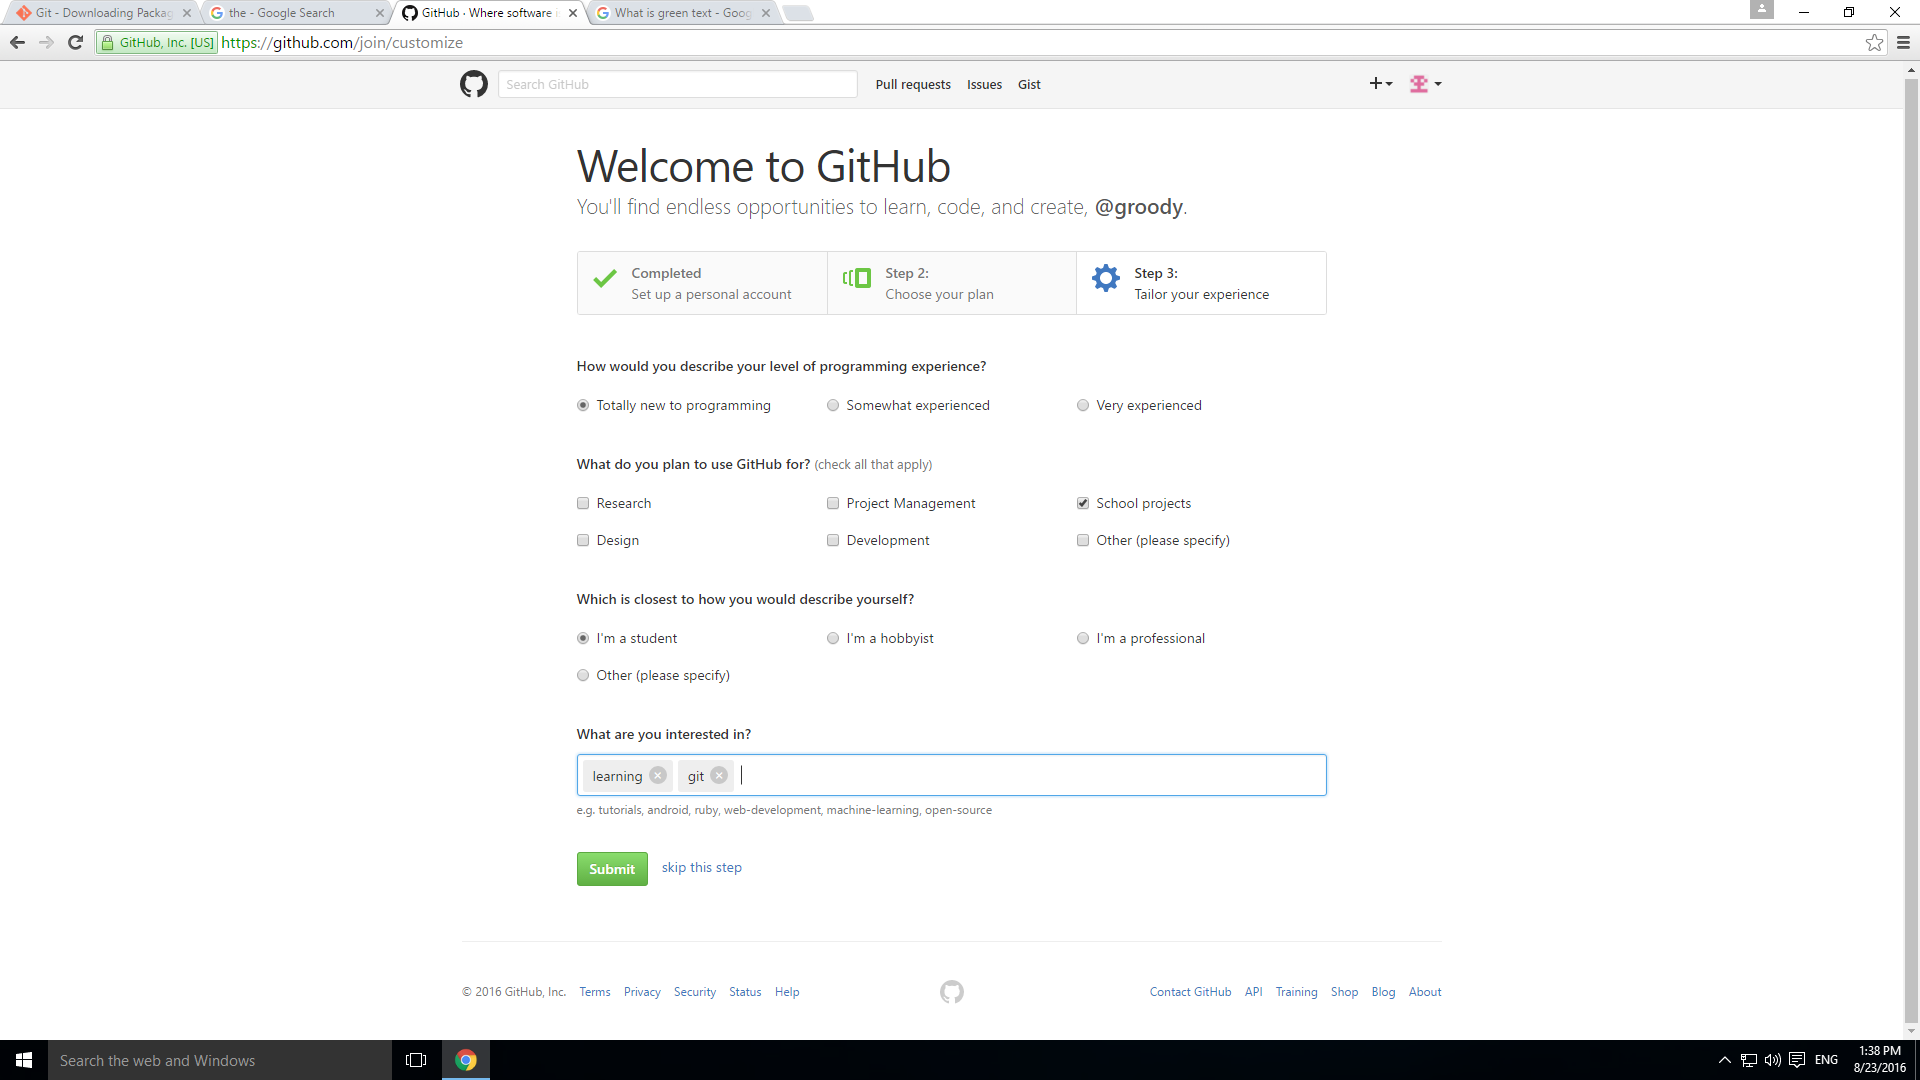 Git - Downloading Packag
the - Google Search
GitHub · Where software i
What is green text - Goog
GitHub, Inc. [US] https://github.com/join/customize
Search GitHub
Pull requests Issues Gist
Welcome to GitHub
You'll find endless opportunities to learn, code, and create, @groody.
Completed
Set up a personal account
Step 2:
Choose your plan
Step 3:
Tailor your experience
How would you describe your level of programming experience?
Totally new to programming Somewhat experienced Very experienced
What do you plan to use GitHub for? (check all that apply)
Research Project Management School projects
Design Development Other (please specify)
Which is closest to how you would describe yourself?
I'm a student I'm a hobbyist I'm a professional
Other (please specify)
What are you interested in?
learning git
e.g. tutorials, android, ruby, web-development, machine-learning, open-source
Submit skip this step
© 2016 GitHub, Inc. Terms Privacy Security Status Help
Contact GitHub API Training Shop Blog About
Search the web and Windows
ENG
1:38 PM
8/23/2016